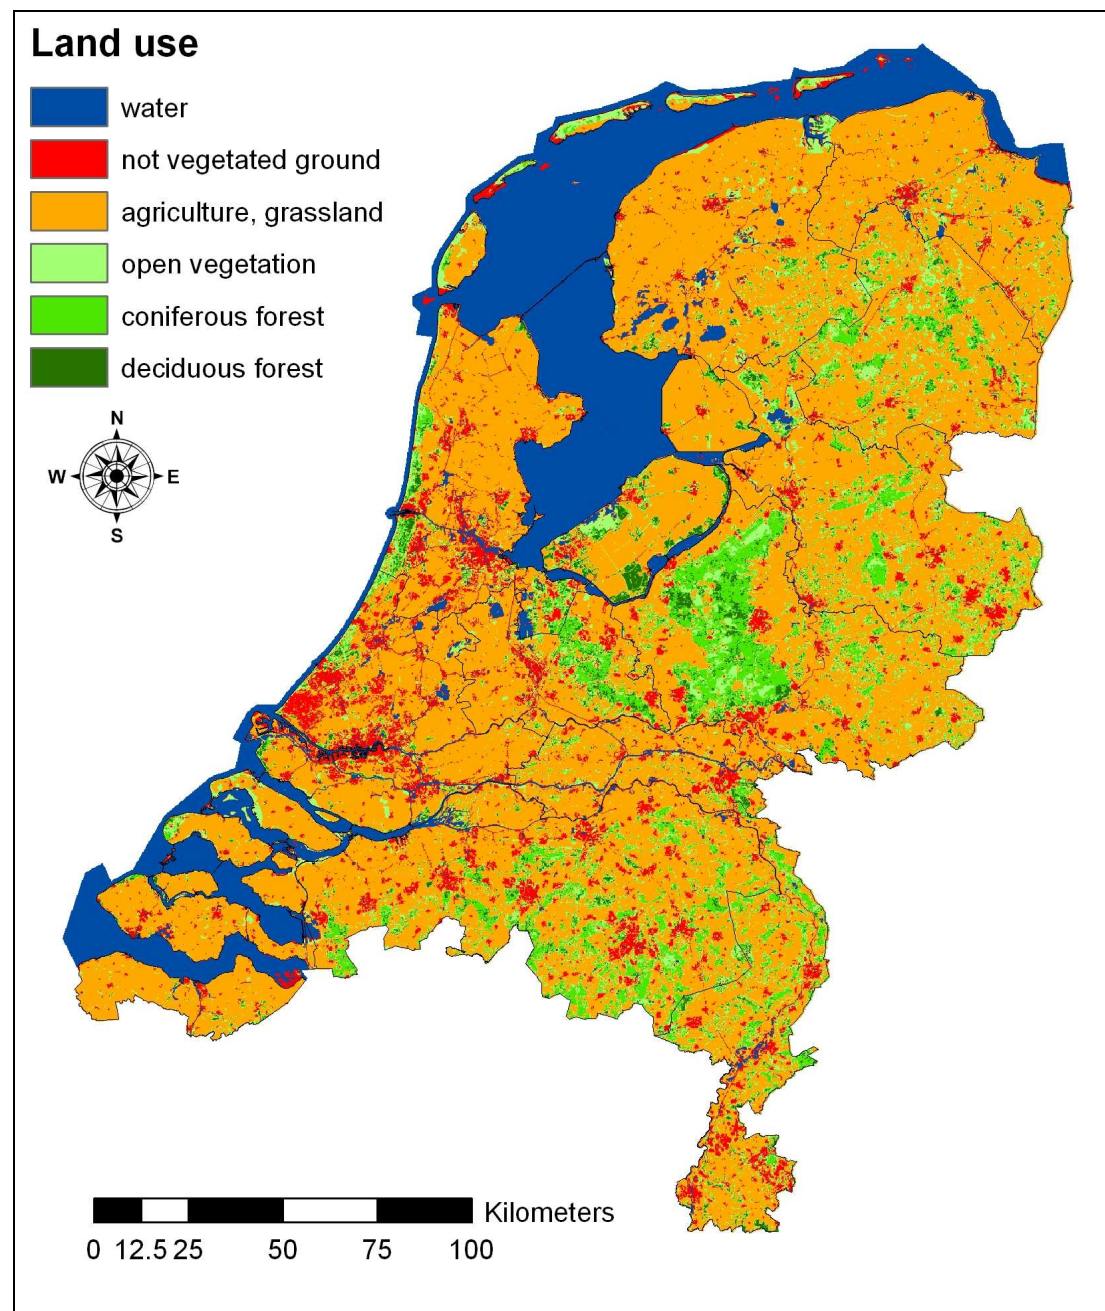 Land use
water
not vegetated ground
agriculture, grassland
open vegetation
coniferous forest
deciduous forest
N
W E
S
Kilometers
0 12.5 25 50 75 100